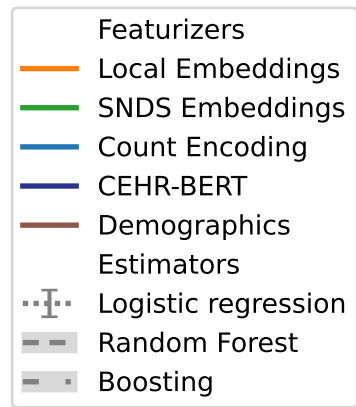 Featurizers
Local Embeddings
SNDS Embeddings
Count Encoding
CEHR-BERT
Demographics
Estimators
Logistic regression
Random Forest
Boosting